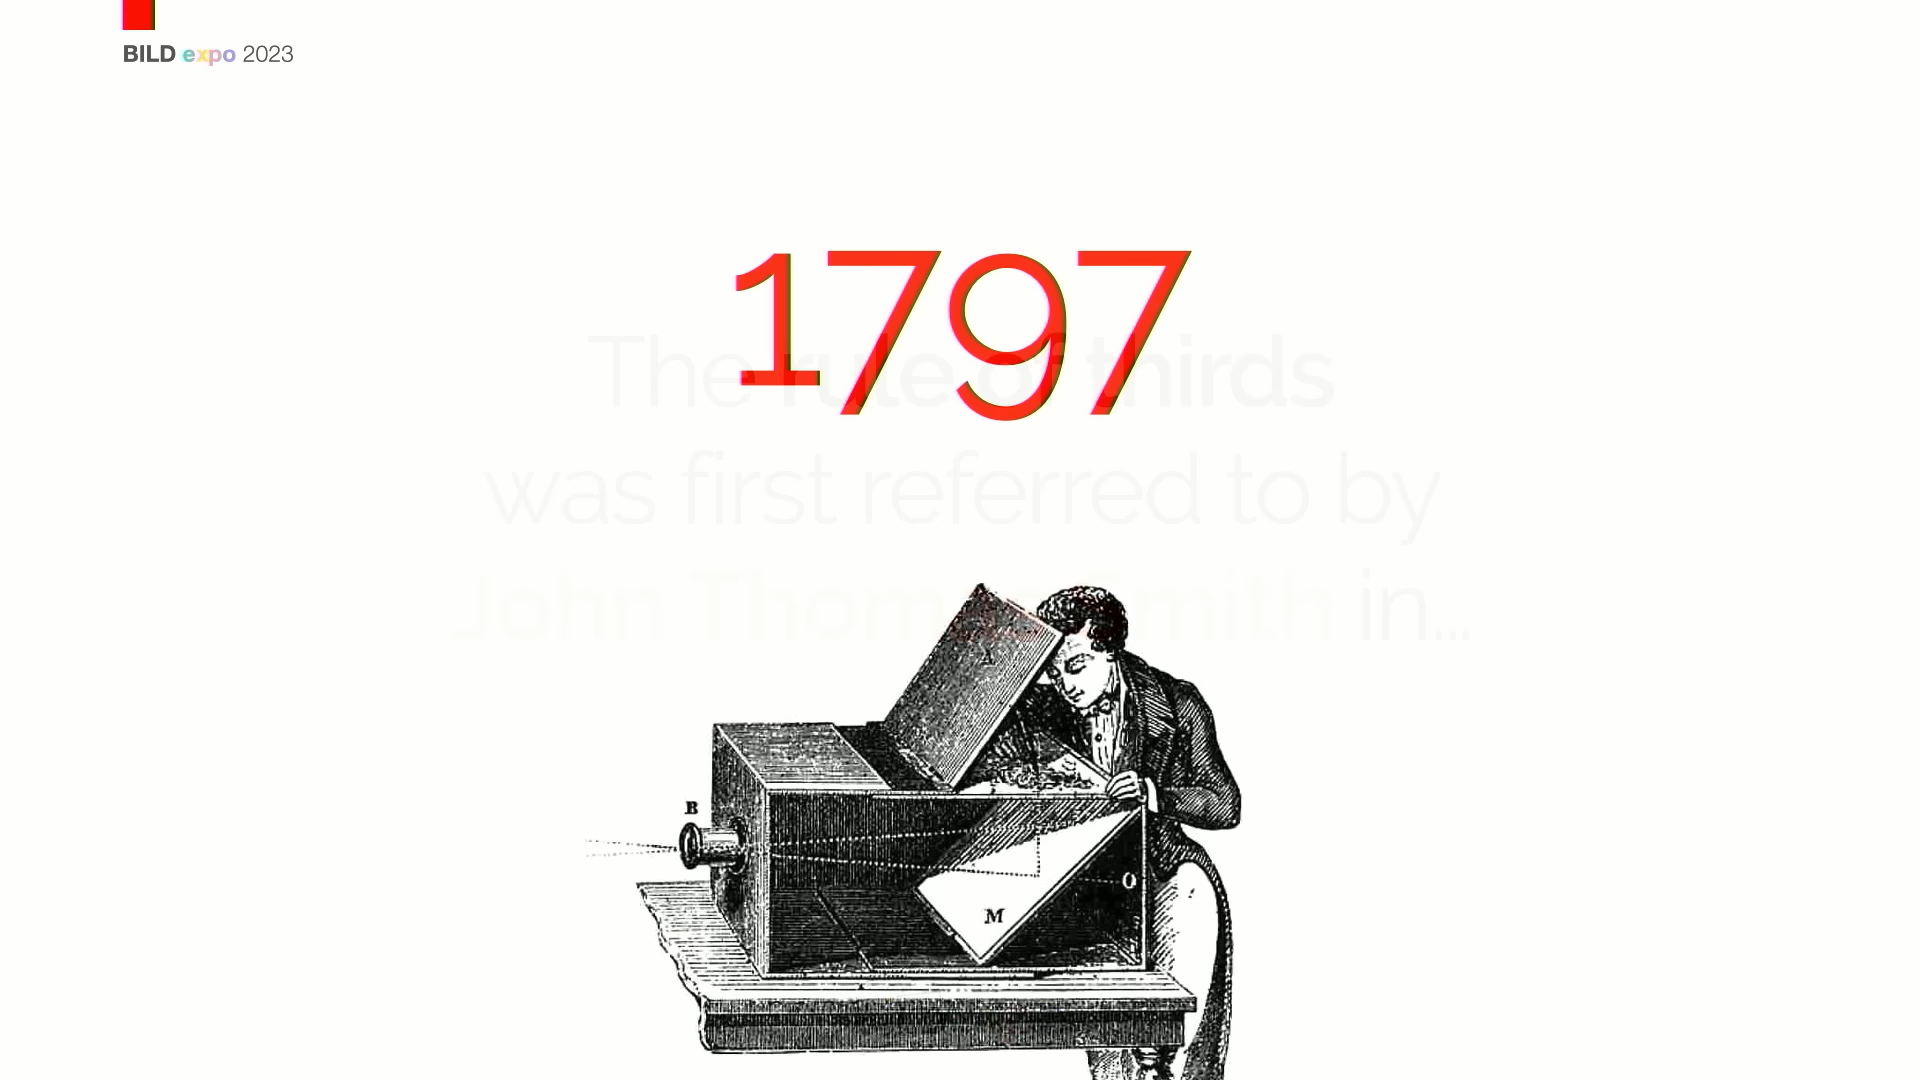 BILD expo 2023
1797
The rule of thirds
was first referred to by
John Thomas Smith in...
A
B
O
M